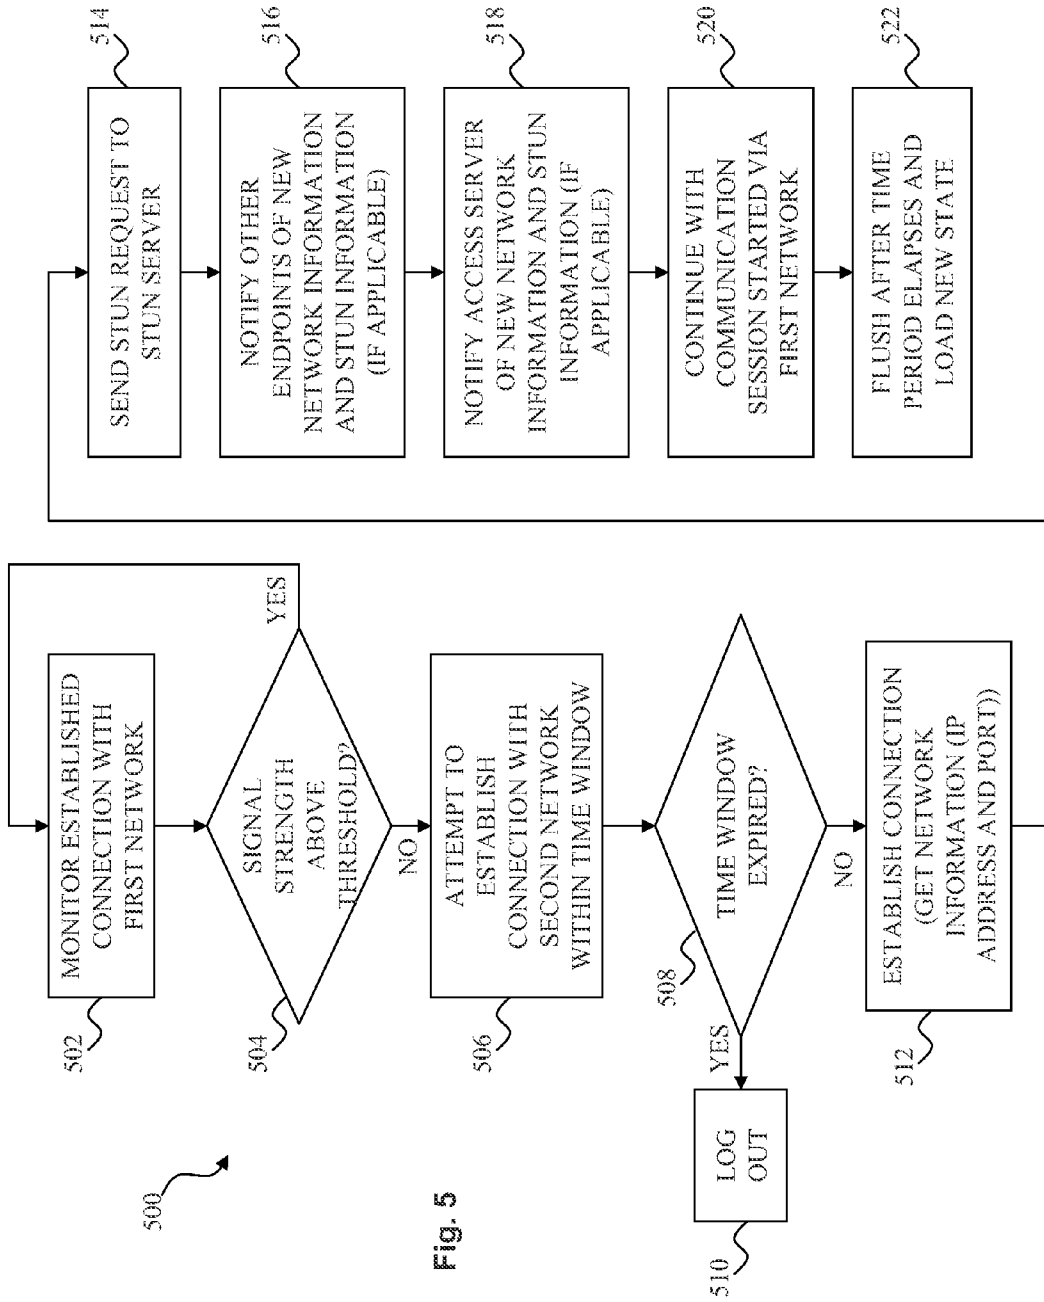 500
502
MONITOR ESTABLISHED
CONNECTION WITH
FIRST NETWORK
504
SIGNAL
STRENGTH
ABOVE
THRESHOLD?
YES
NO
506
ATTEMPT TO
ESTABLISH
CONNECTION WITH
SECOND NETWORK
WITHIN TIME WINDOW
508
TIME WINDOW
EXPIRED?
YES
NO
510
LOG
OUT
512
ESTABLISH CONNECTION
(GET NETWORK
INFORMATION (IP
ADDRESS AND PORT))
514
SEND STUN REQUEST TO
STUN SERVER
516
NOTIFY OTHER
ENDPOINTS OF NEW
NETWORK INFORMATION
AND STUN INFORMATION
(IF APPLICABLE)
518
NOTIFY ACCESS SERVER
OF NEW NETWORK
INFORMATION AND STUN
INFORMATION (IF
APPLICABLE)
520
CONTINUE WITH
COMMUNICATION
SESSION STARTED VIA
FIRST NETWORK
522
FLUSH AFTER TIME
PERIOD ELAPSES AND
LOAD NEW STATE
Fig. 5